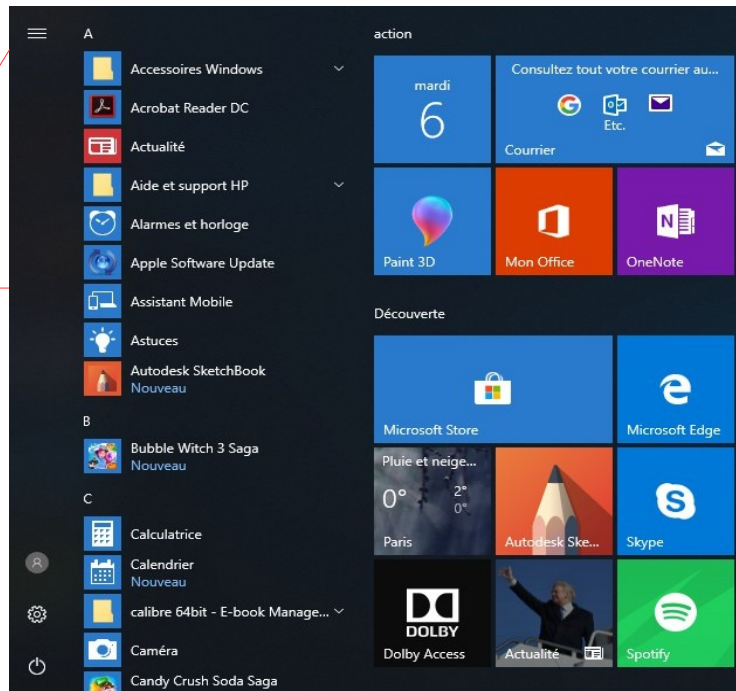 A
Accessoires Windows
Acrobat Reader DC
Actualité
Aide et support HP
Alarmes et horloge
Apple Software Update
Assistant Mobile
Astuces
Autodesk SketchBook
Nouveau
B
Bubble Witch 3 Saga
Nouveau
C
Calculatrice
Calendrier
Nouveau
calibre 64bit - E-book Manage...
Caméra
Candy Crush Soda Saga
action
mardi
6
Consultez tout votre courrier au...
Etc.
Courrier
Paint 3D
Mon Office
N
OneNote
Découverte
Microsoft Store
Microsoft Edge
Pluie et neige...
0°
2°
0°
Paris
Autodesk Ske...
Skype
DOLBY
Dolby Access
Actualité
Spotify